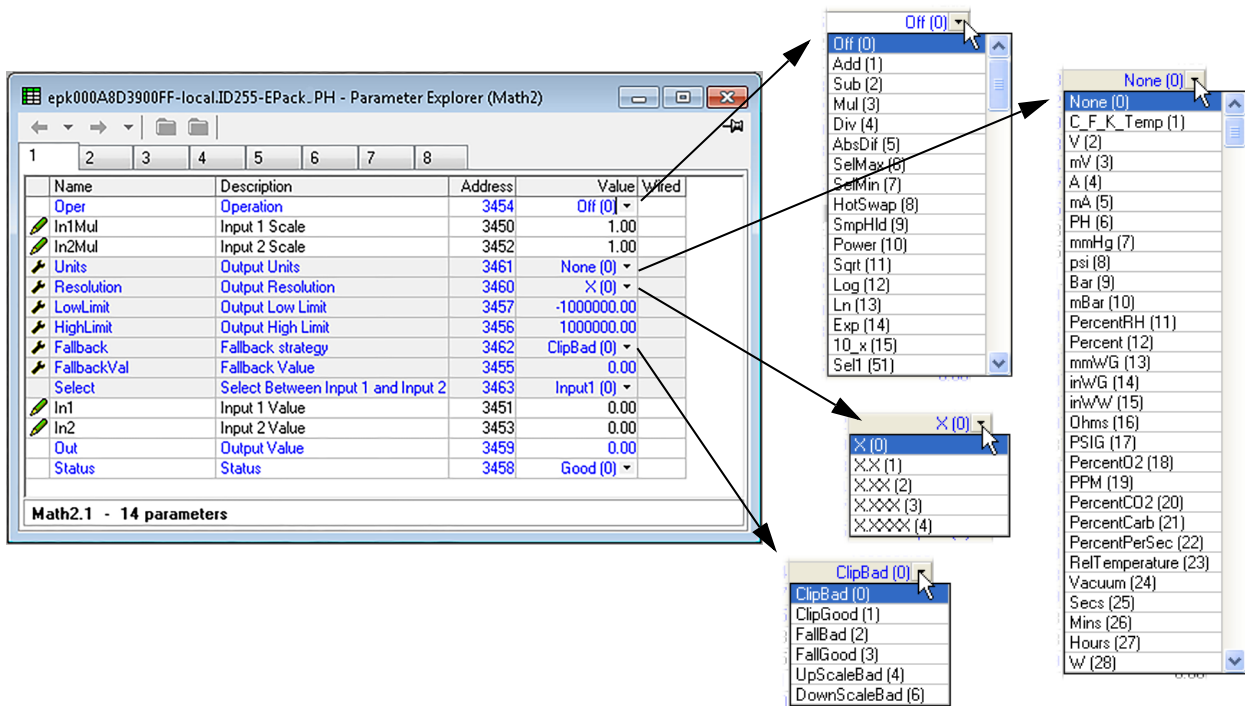 epk000A8D3900FF-local.ID255-EPack_PH - Parameter Explorer (Math2)
1 2 3 4 5 6 7 8
Name Description Address Value Wired
Oper Operation 3454 Off (0)
In1Mul Input 1 Scale 3450 1.00
In2Mul Input 2 Scale 3452 1.00
Units Output Units 3461 None (0)
Resolution Output Resolution 3460 X (0)
LowLimit Output Low Limit 3457 -1000000.00
HighLimit Output High Limit 3456 1000000.00
Fallback Fallback strategy 3462 ClipBad (0)
FallbackVal Fallback Value 3455 0.00
Select Select Between Input 1 and Input 2 3463 Input1 (0)
In1 Input 1 Value 3451 0.00
In2 Input 2 Value 3453 0.00
Out Output Value 3459 0.00
Status Status 3458 Good (0)
Math2.1 - 14 parameters
Off (0)
Off (0)
Add (1)
Sub (2)
Mul (3)
Div (4)
AbsDif (5)
SelMax (6)
SelMin (7)
HotSwap (8)
SmpHld (9)
Power (10)
Sqrt (11)
Log (12)
Ln (13)
Exp (14)
10_x (15)
Sel1 (51)
X (0)
X (0)
X.X (1)
X.XX (2)
X.XXX (3)
X.XXXX (4)
ClipBad (0)
ClipBad (0)
ClipGood (1)
FallBad (2)
FallGood (3)
UpScaleBad (4)
DownScaleBad (6)
None (0)
None (0)
C_F_K_Temp (1)
V (2)
mV (3)
A (4)
mA (5)
PH (6)
mmHg (7)
psi (8)
Bar (9)
mBar (10)
PercentRH (11)
Percent (12)
mmWG (13)
inWG (14)
inWW (15)
Ohms (16)
PSIG (17)
PercentO2 (18)
PPM (19)
PercentCO2 (20)
PercentCarb (21)
PercentPerSec (22)
RelTemperature (23)
Vacuum (24)
Secs (25)
Mins (26)
Hours (27)
W (28)